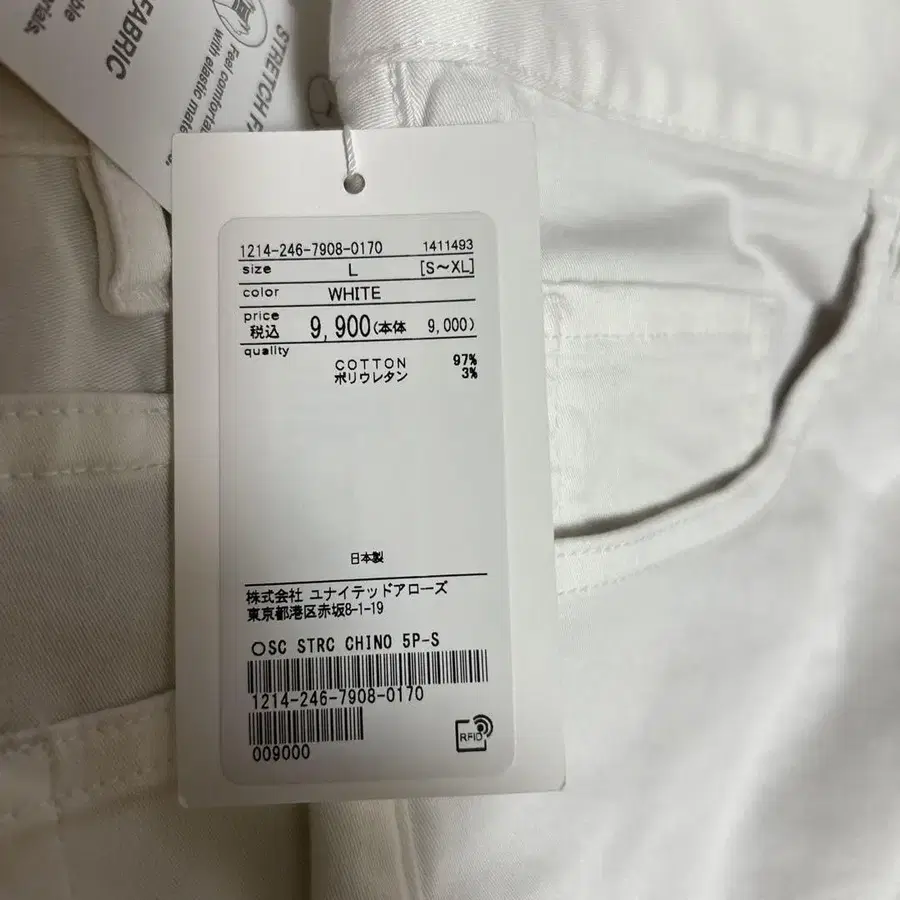 FABRIC
STRETCH F
Feel comfortab
with elastic mate
1214-246-7908-0170 1411493
size L [S～XL]
color WHITE
price
税込 9,900(本体 9,000)
quality
COTTON 97%
ポリウレタン 3%
日本製
株式会社 ユナイテッドアローズ
東京都港区赤坂8-1-19
○SC STRC CHINO 5P-S
1214-246-7908-0170
009000
RFID